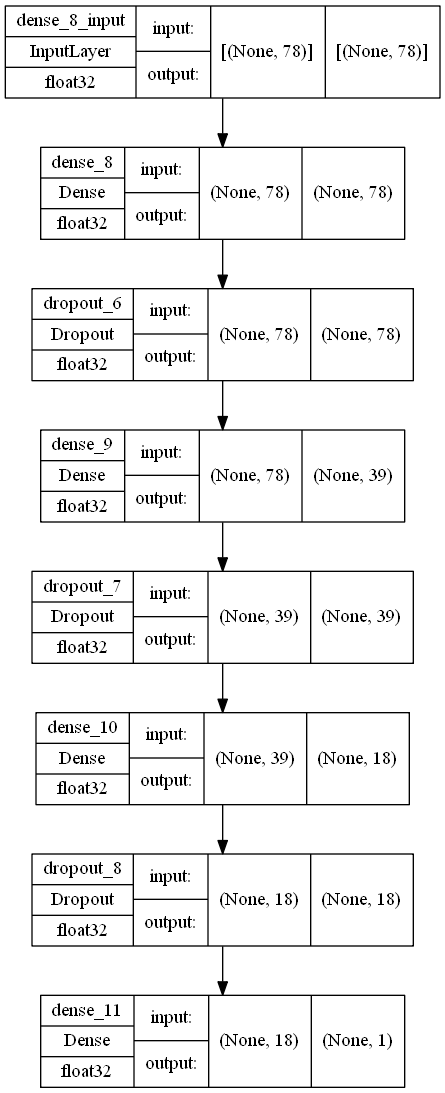 dense_8_input
InputLayer
float32
input:
output:
[(None, 78)]
[(None, 78)]
dense_8
Dense
float32
input:
output:
(None, 78)
(None, 78)
dropout_6
Dropout
float32
input:
output:
(None, 78)
(None, 78)
dense_9
Dense
float32
input:
output:
(None, 78)
(None, 39)
dropout_7
Dropout
float32
input:
output:
(None, 39)
(None, 39)
dense_10
Dense
float32
input:
output:
(None, 39)
(None, 18)
dropout_8
Dropout
float32
input:
output:
(None, 18)
(None, 18)
dense_11
Dense
float32
input:
output:
(None, 18)
(None, 1)